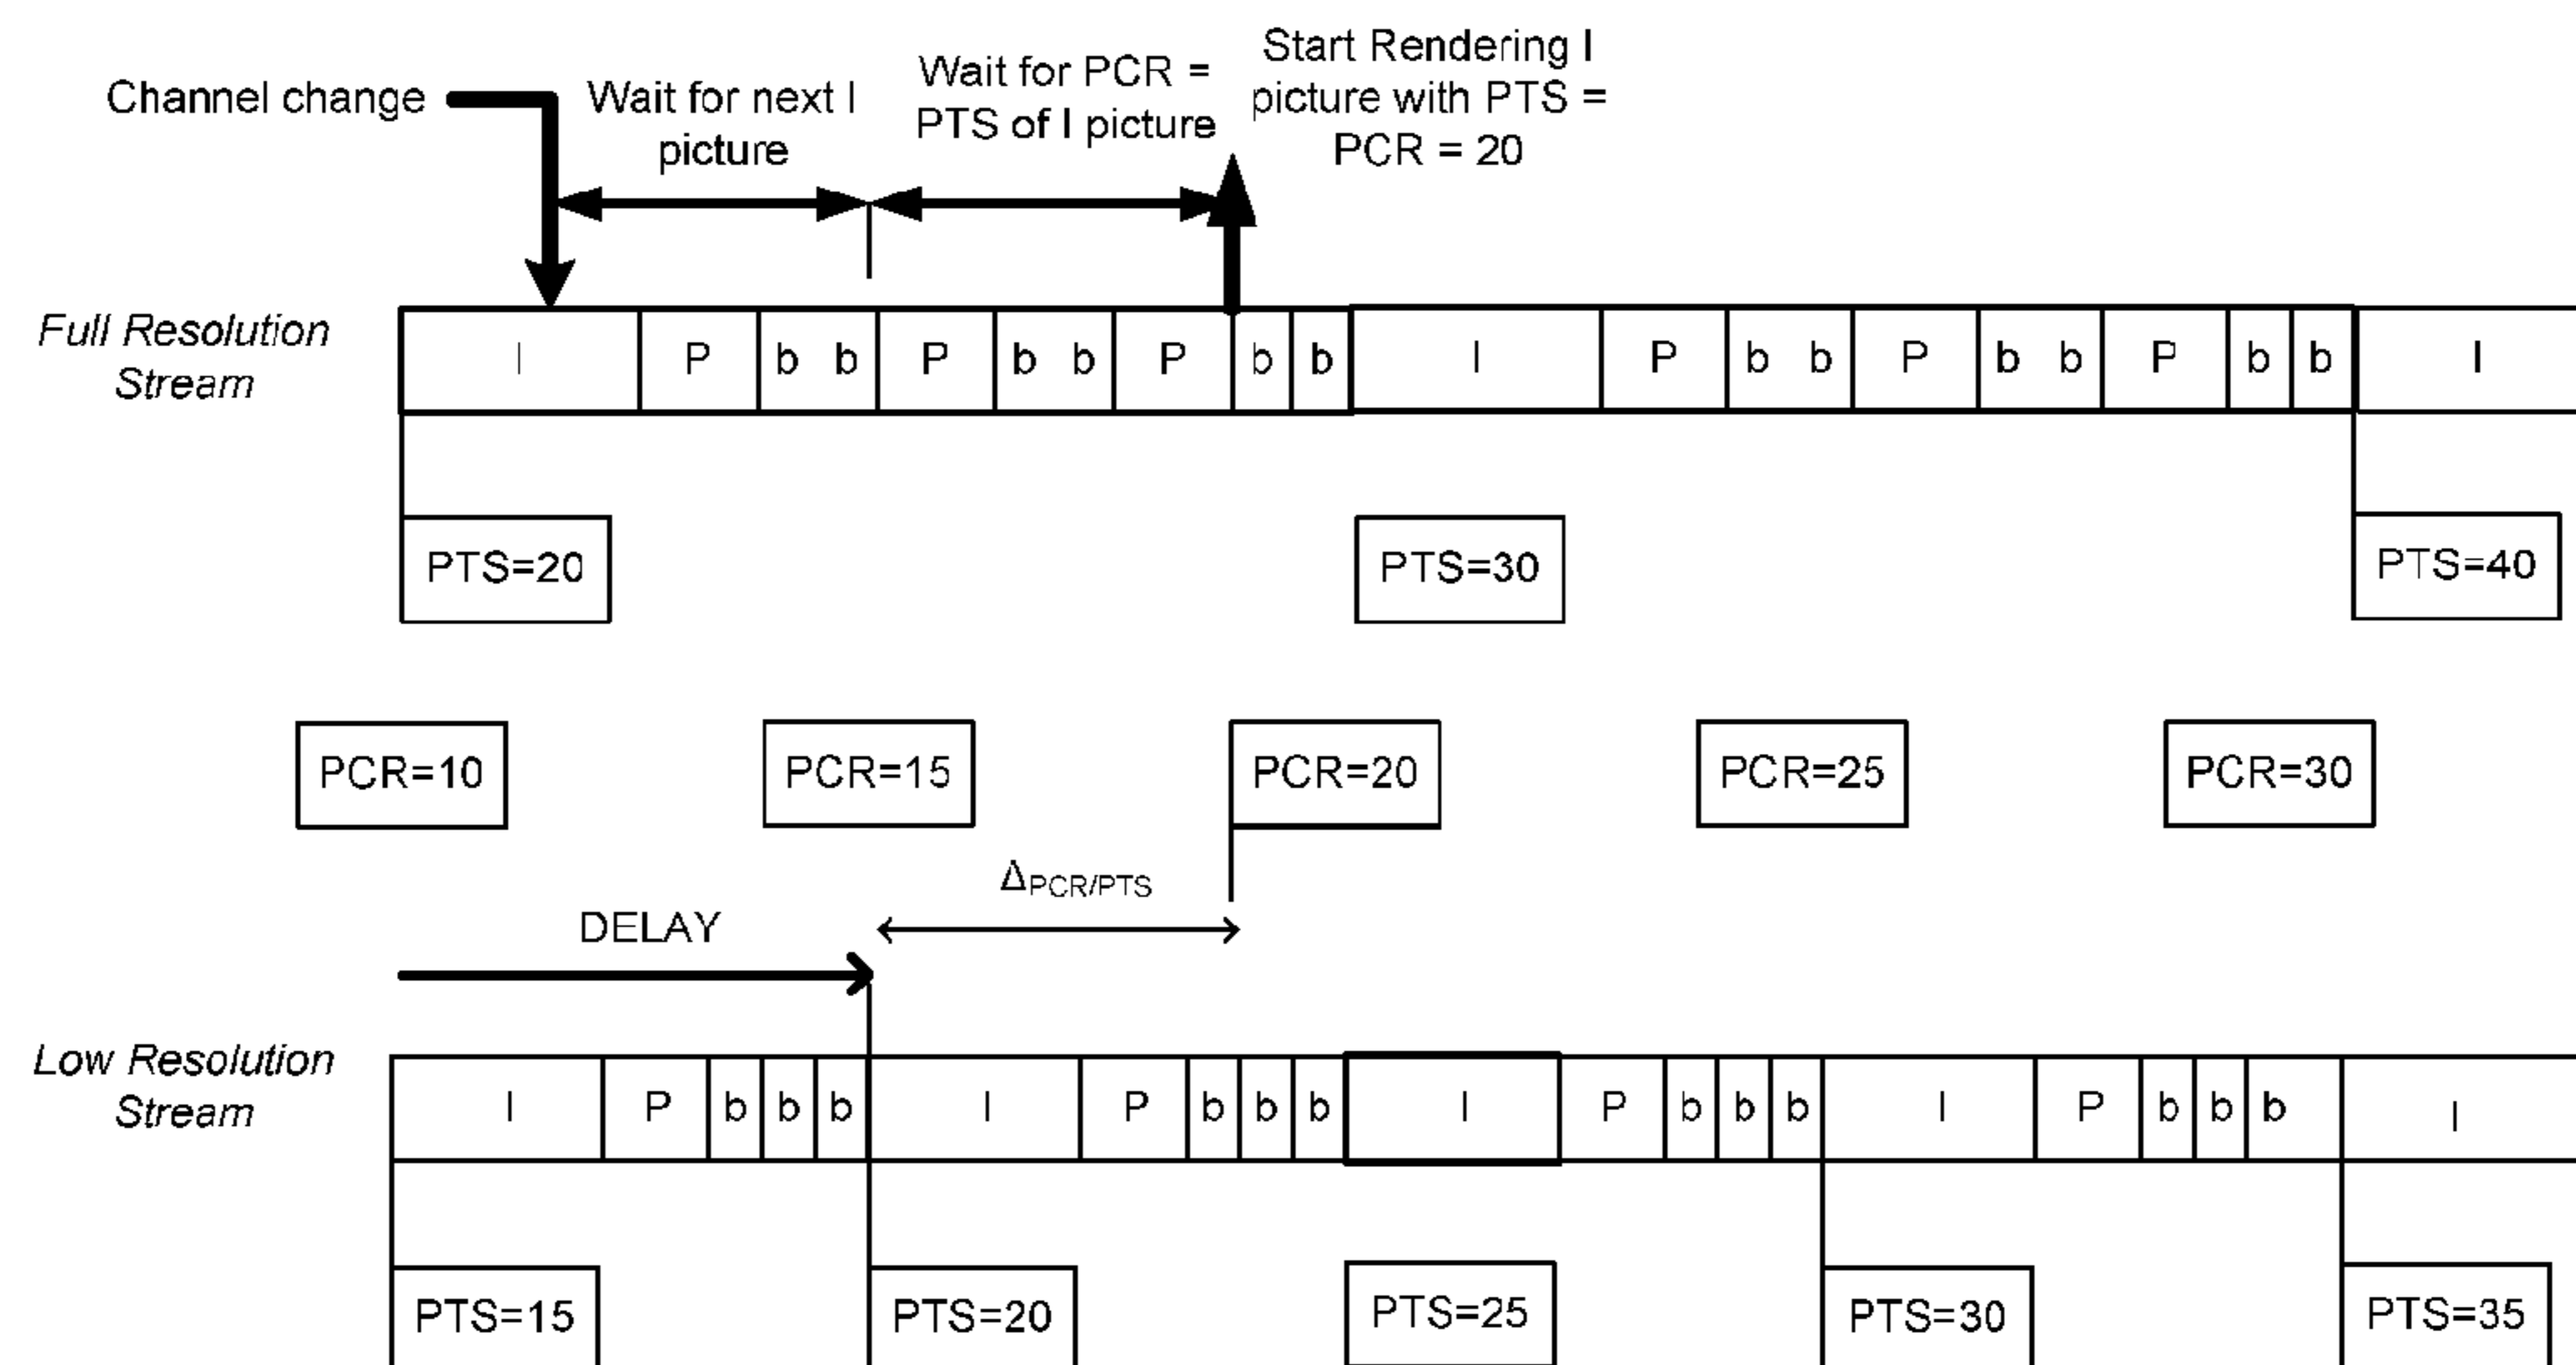 Channel change
Wait for next I
picture
Wait for PCR =
PTS of I picture
Start Rendering I
picture with PTS =
PCR = 20
Full Resolution
Stream
I P b b P b b P b b I P b b P b b P b b I
PTS=20 PTS=30 PTS=40
PCR=10 PCR=15 PCR=20 PCR=25 PCR=30
DELAY
ΔPCR/PTS
Low Resolution
Stream
I P b b b I P b b b I P b b b I P b b b I
PTS=15 PTS=20 PTS=25 PTS=30 PTS=35